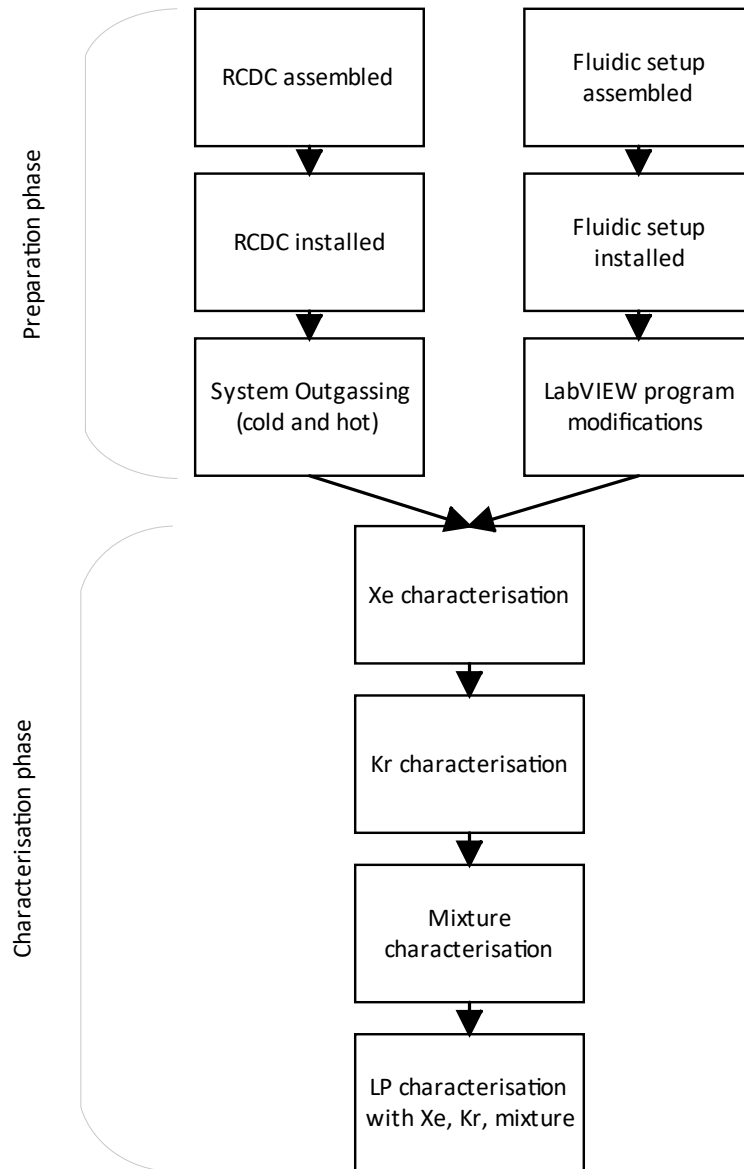 Preparation phase
RCDC assembled
Fluidic setup
assembled
RCDC installed
Fluidic setup
installed
System Outgassing
(cold and hot)
LabVIEW program
modifications
Characterisation phase
Xe characterisation
Kr characterisation
Mixture
characterisation
LP characterisation
with Xe, Kr, mixture